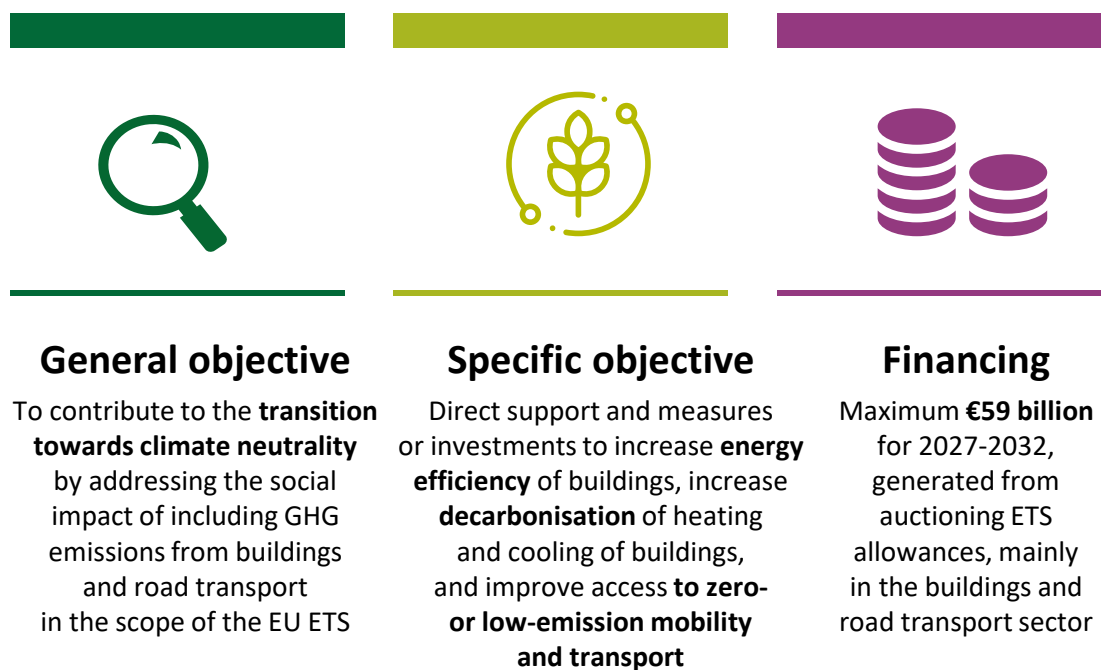 General objective
To contribute to the transition
towards climate neutrality
by addressing the social
impact of including GHG
emissions from buildings
and road transport
in the scope of the EU ETS
Specific objective
Direct support and measures
or investments to increase energy
efficiency of buildings, increase
decarbonisation of heating
and cooling of buildings,
and improve access to zero-
or low-emission mobility
and transport
Financing
Maximum €59 billion
for 2027-2032,
generated from
auctioning ETS
allowances, mainly
in the buildings and
road transport sector